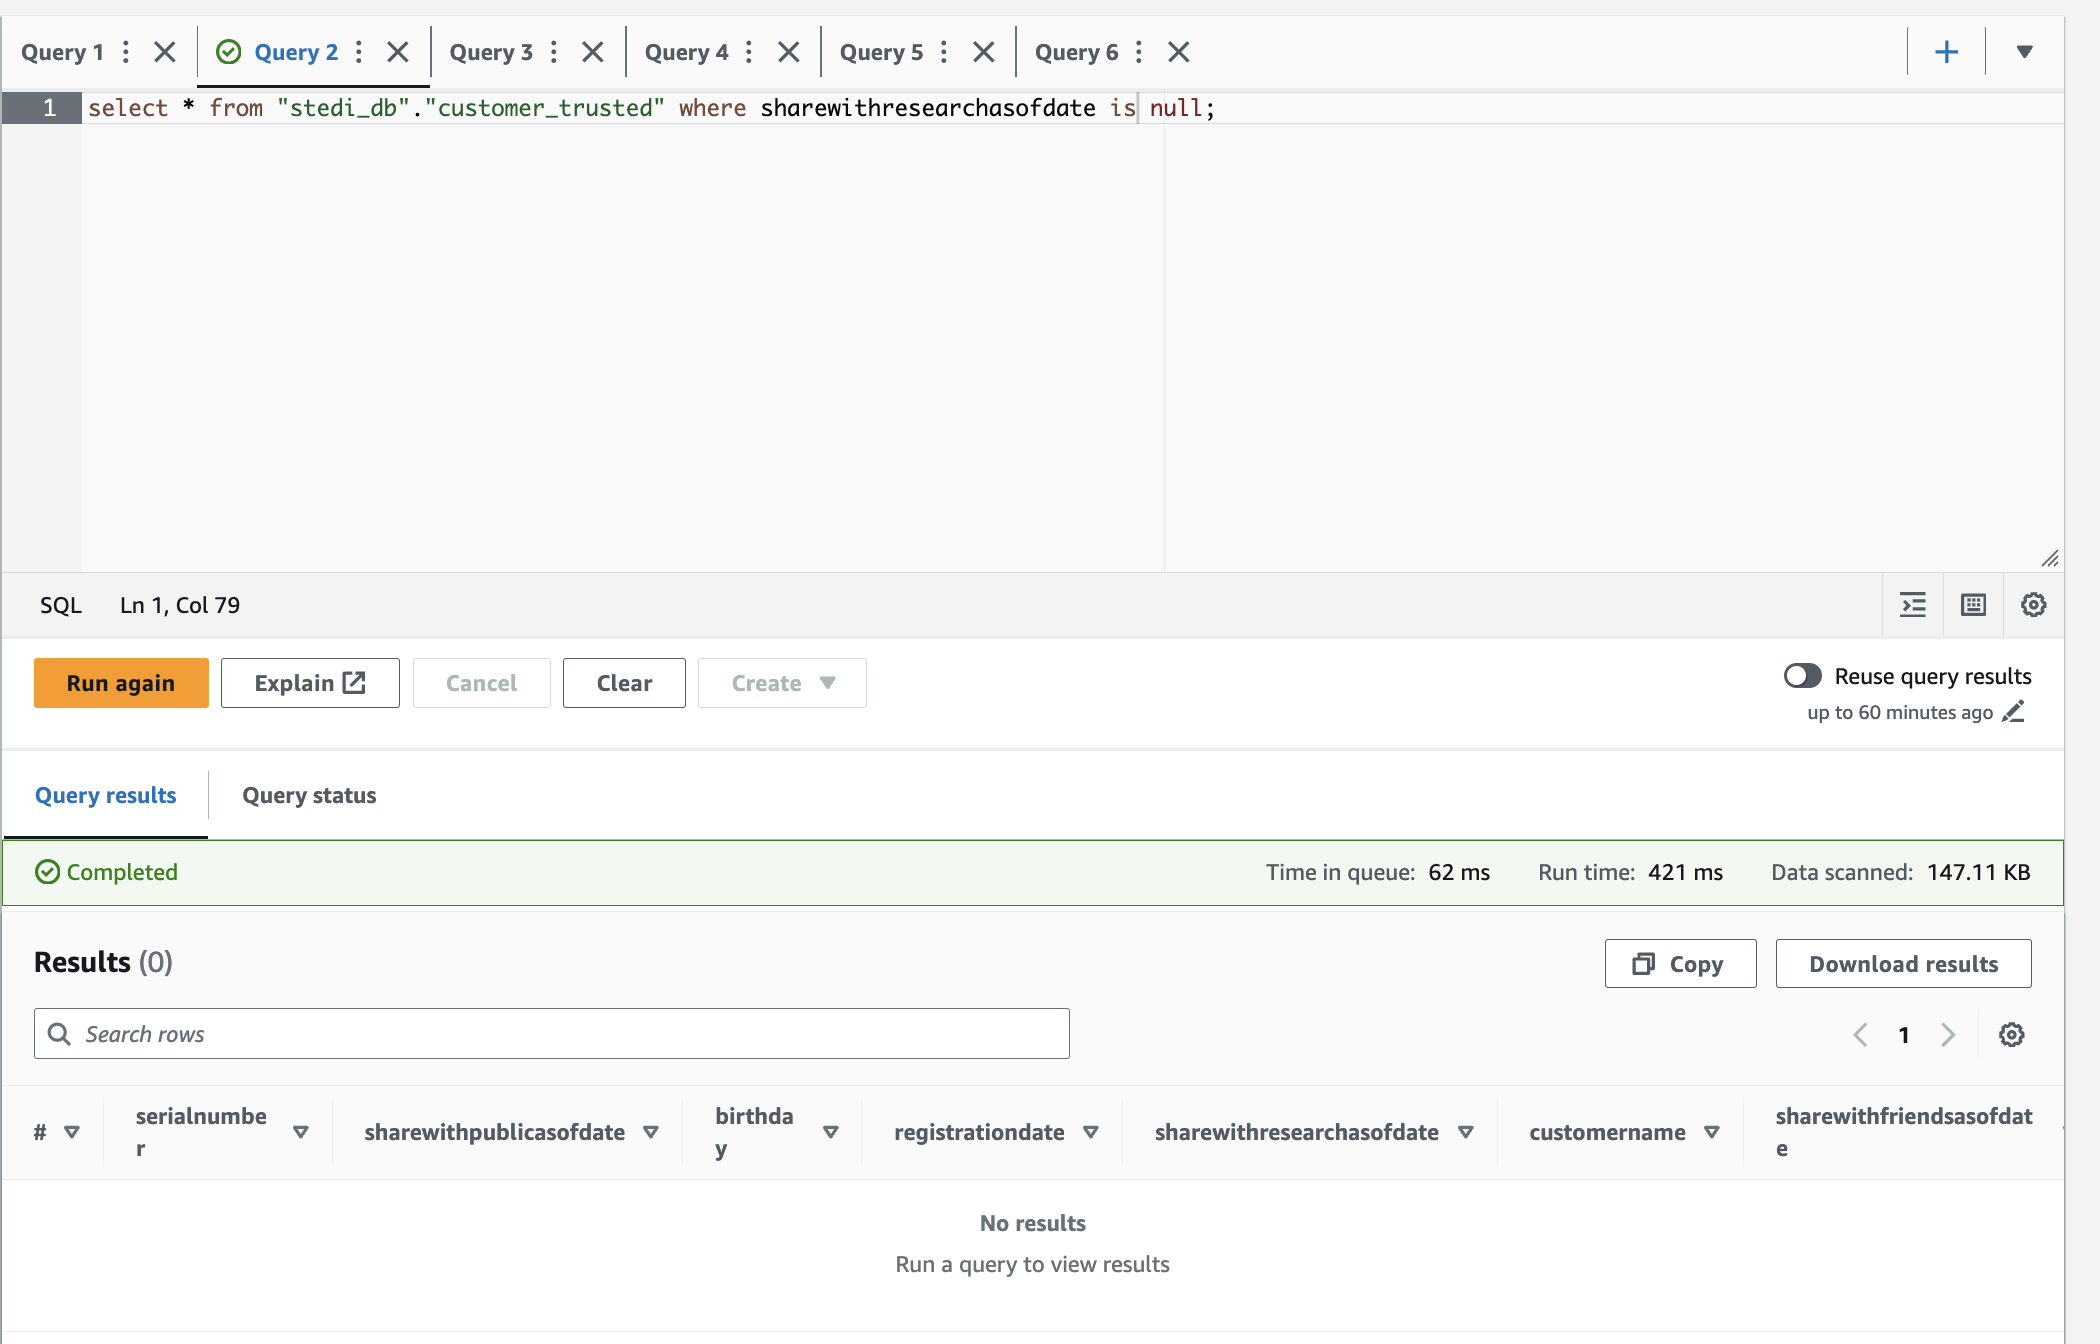 Query 1 Query 2 Query 3 Query 4 Query 5 Query 6
1 select * from "stedi_db"."customer_trusted" where sharewithresearchasofdate is null;
SQL Ln 1, Col 79
Run again Explain Cancel Clear Create
Reuse query results
up to 60 minutes ago
Query results Query status
Completed Time in queue: 62 ms Run time: 421 ms Data scanned: 147.11 KB
Results (0)
Copy Download results
Search rows
1
# serialnumbe
r sharewithpublicasofdate birthda
y registrationdate sharewithresearchasofdate customername sharewithfriendsasofdat
e
No results
Run a query to view results